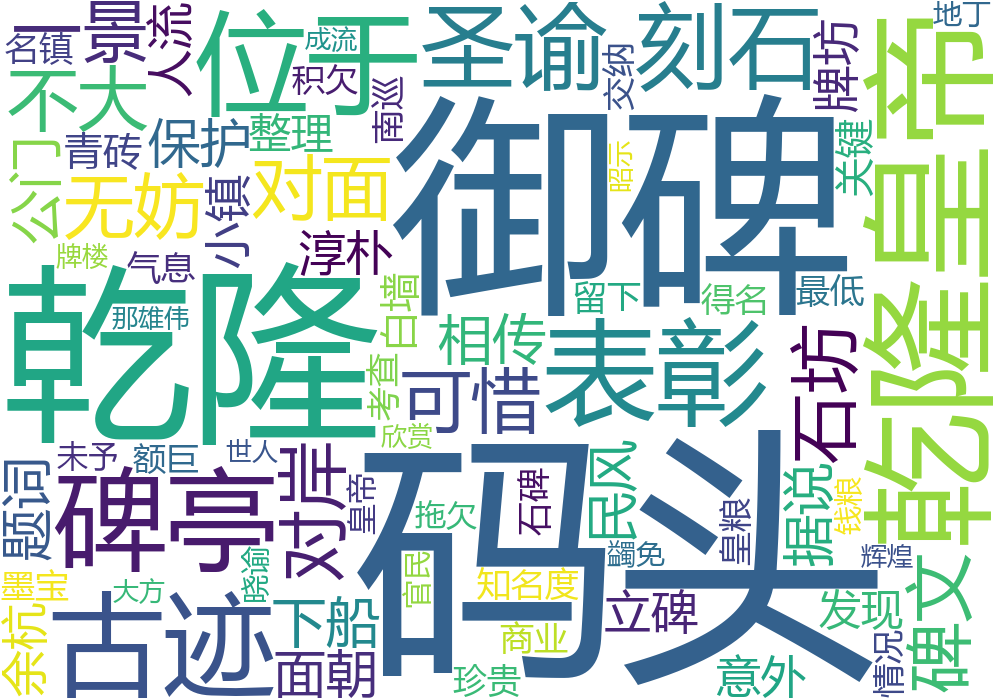 一景
人流
位于
成流
圣谕
刻石
牌坊
地丁
名镇
积欠
南巡
交纳
乾隆皇帝
不大
青砖
保护
整理
御碑
昭示
关键
公门
无妨
小镇
对面
淳朴
牌楼
气息
那雄伟
乾隆
白墙
留下
得名
最低
相传
表彰
石坊
考查
可惜
欣赏
未予
额巨
世人
题词
碑亭
对岸
皇帝
拖欠
石碑
民风
码头
皇粮
据说
钱粮
蠲免
辉煌
墨宝
大方
晓谕
官民
知名度
立碑
发现
碑文
余杭
古迹
下船
面朝
商业
珍贵
意外
情况